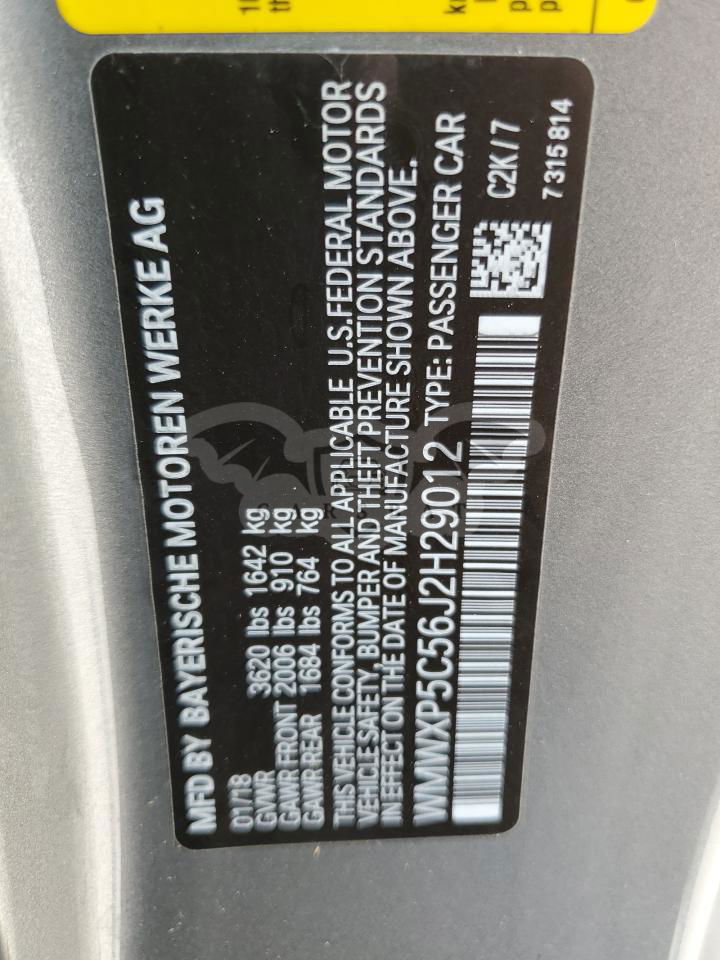 MFD BY BAYERISCHE MOTOREN WERKE AG
01/18
GVWR 3620 lbs 1642 kg
GAWR FRONT 2006 lbs 910 kg
GAWR REAR 1684 lbs 764 kg
THIS VEHICLE CONFORMS TO ALL APPLICABLE U.S. FEDERAL MOTOR
VEHICLE SAFETY, BUMPER AND THEFT PREVENTION STANDARDS
IN EFFECT ON THE DATE OF MANUFACTURE SHOWN ABOVE.
WMWXP5C56J2H29012 TYPE: PASSENGER CAR
C2K/7
7 315 814